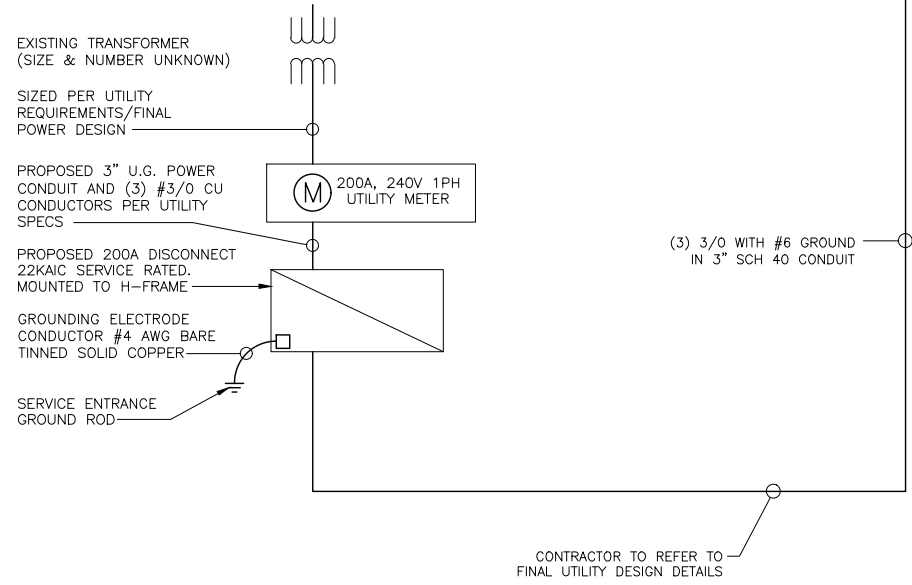 EXISTING TRANSFORMER
(SIZE & NUMBER UNKNOWN)
SIZED PER UTILITY
REQUIREMENTS/FINAL
POWER DESIGN
PROPOSED 3" U.G. POWER
CONDUIT AND (3) #3/0 CU
CONDUCTORS PER UTILITY
SPECS
M
200A, 240V 1PH
UTILITY METER
PROPOSED 200A DISCONNECT
22KAIC SERVICE RATED.
MOUNTED TO H-FRAME
GROUNDING ELECTRODE
CONDUCTOR #4 AWG BARE
TINNED SOLID COPPER
SERVICE ENTRANCE
GROUND ROD
(3) 3/0 WITH #6 GROUND
IN 3" SCH 40 CONDUIT
CONTRACTOR TO REFER TO
FINAL UTILITY DESIGN DETAILS